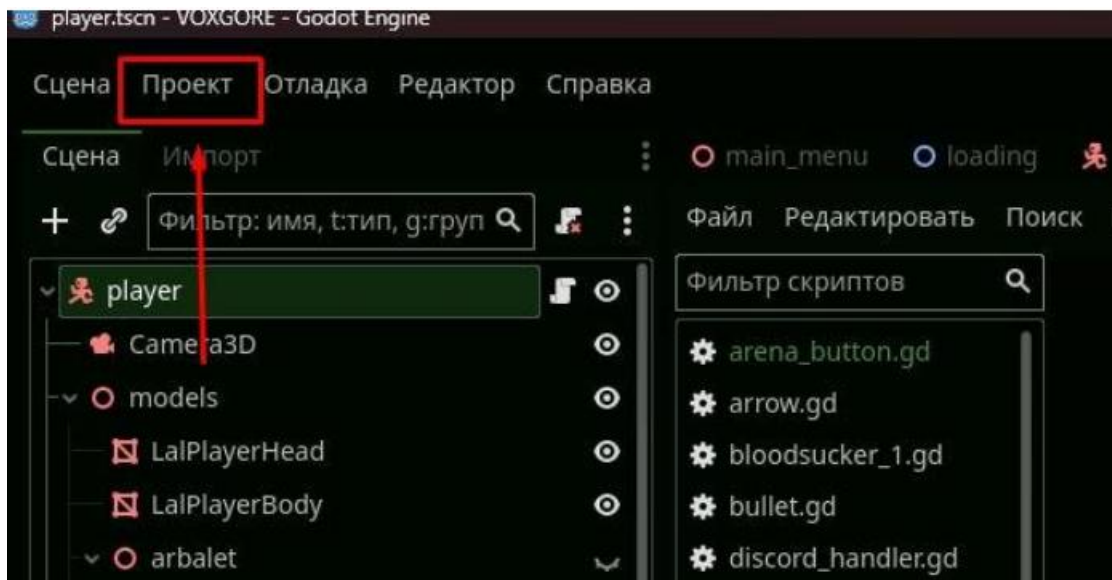 player.tscn - VOXGORE - Godot Engine
Сцена Проект Отладка Редактор Справка
Сцена Импорт
main_menu loading
Фильтр: имя, t:тип, g:груп
Файл Редактировать Поиск
player
Фильтр скриптов
Camera3D
arena_button.gd
models
arrow.gd
LalPlayerHead
bloodsucker_1.gd
LalPlayerBody
bullet.gd
arbalet
discord_handler.gd